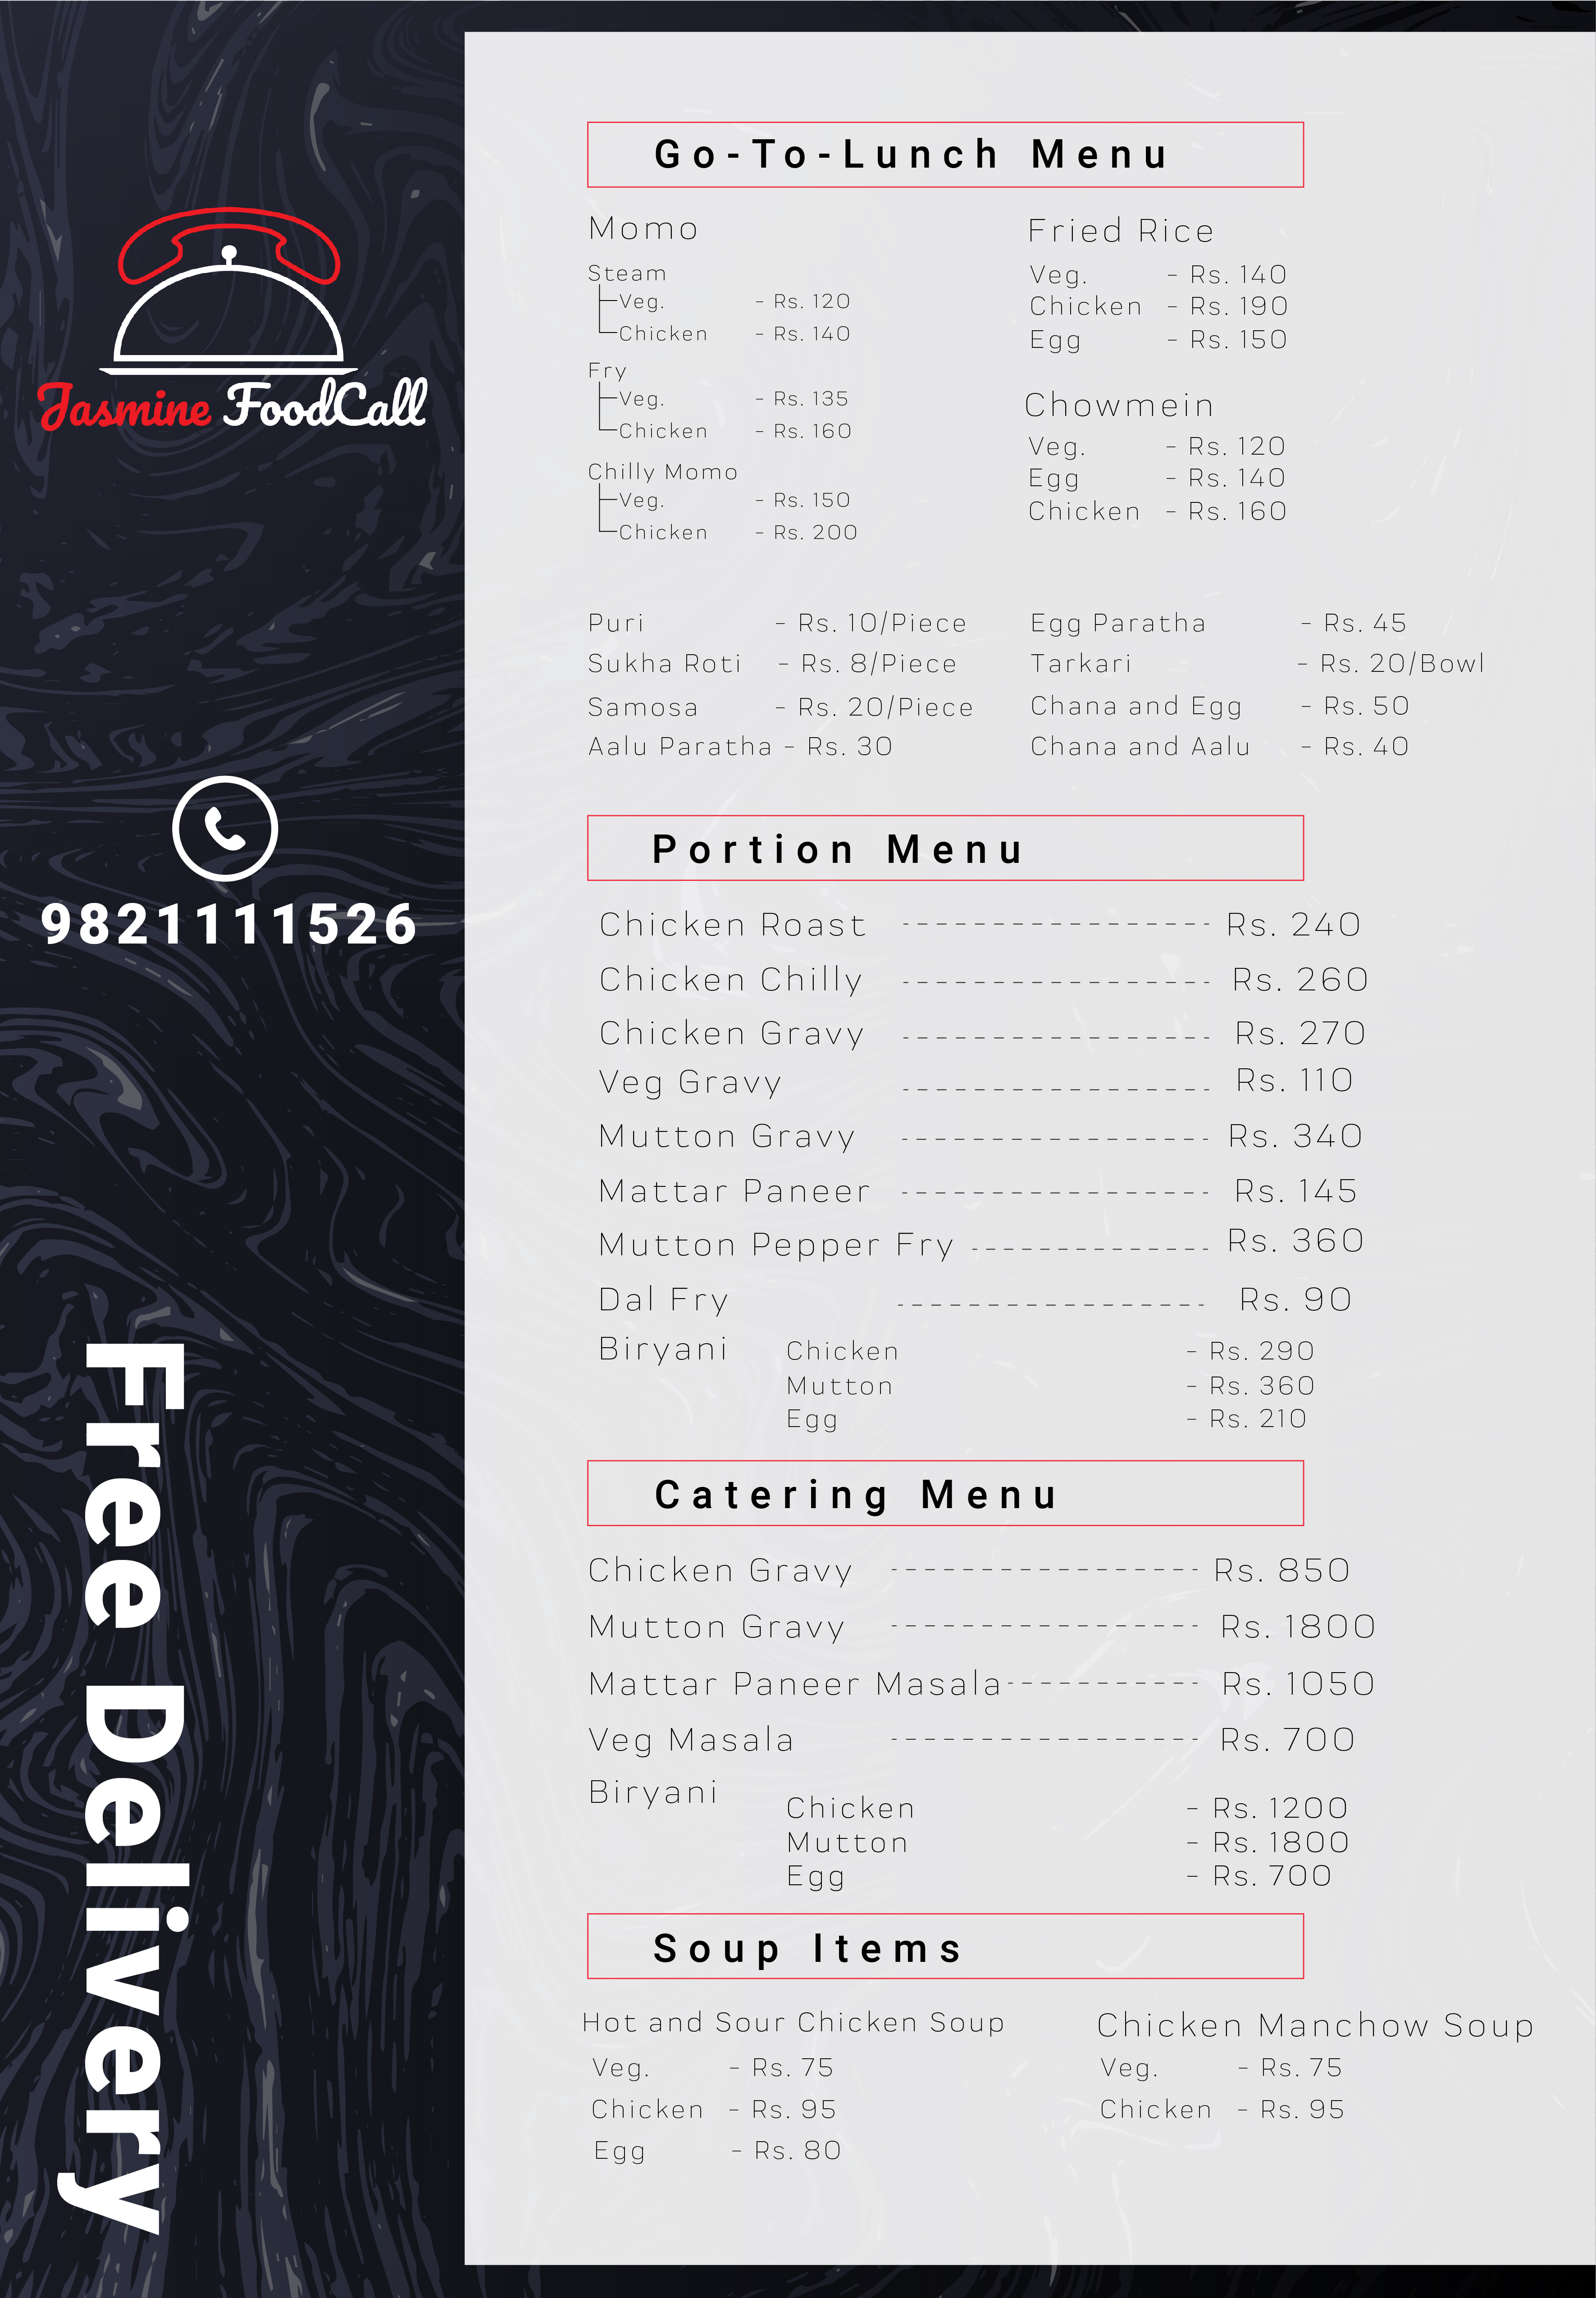 Jasmine FoodCall
9821111526
Free Delivery
Go-To-Lunch Menu
Momo
Steam
Veg. - Rs. 120
Chicken - Rs. 140
Fry
Veg. - Rs. 135
Chicken - Rs. 160
Chilly Momo
Veg. - Rs. 150
Chicken - Rs. 200
Fried Rice
Veg. - Rs. 140
Chicken - Rs. 190
Egg - Rs. 150
Chowmein
Veg. - Rs. 120
Egg - Rs. 140
Chicken - Rs. 160
Puri - Rs. 10/Piece
Sukha Roti - Rs. 8/Piece
Samosa - Rs. 20/Piece
Aalu Paratha - Rs. 30
Egg Paratha - Rs. 45
Tarkari - Rs. 20/Bowl
Chana and Egg - Rs. 50
Chana and Aalu - Rs. 40
Portion Menu
Chicken Roast ----------------- Rs. 240
Chicken Chilly ----------------- Rs. 260
Chicken Gravy ----------------- Rs. 270
Veg Gravy ----------------- Rs. 110
Mutton Gravy ----------------- Rs. 340
Mattar Paneer ----------------- Rs. 145
Mutton Pepper Fry -------------- Rs. 360
Dal Fry ----------------- Rs. 90
Biryani Chicken - Rs. 290
Mutton - Rs. 360
Egg - Rs. 210
Catering Menu
Chicken Gravy ----------------- Rs. 850
Mutton Gravy ----------------- Rs. 1800
Mattar Paneer Masala ----------- Rs. 1050
Veg Masala ----------------- Rs. 700
Biryani
Chicken - Rs. 1200
Mutton - Rs. 1800
Egg - Rs. 700
Soup Items
Hot and Sour Chicken Soup
Veg. - Rs. 75
Chicken - Rs. 95
Egg - Rs. 80
Chicken Manchow Soup
Veg. - Rs. 75
Chicken - Rs. 95